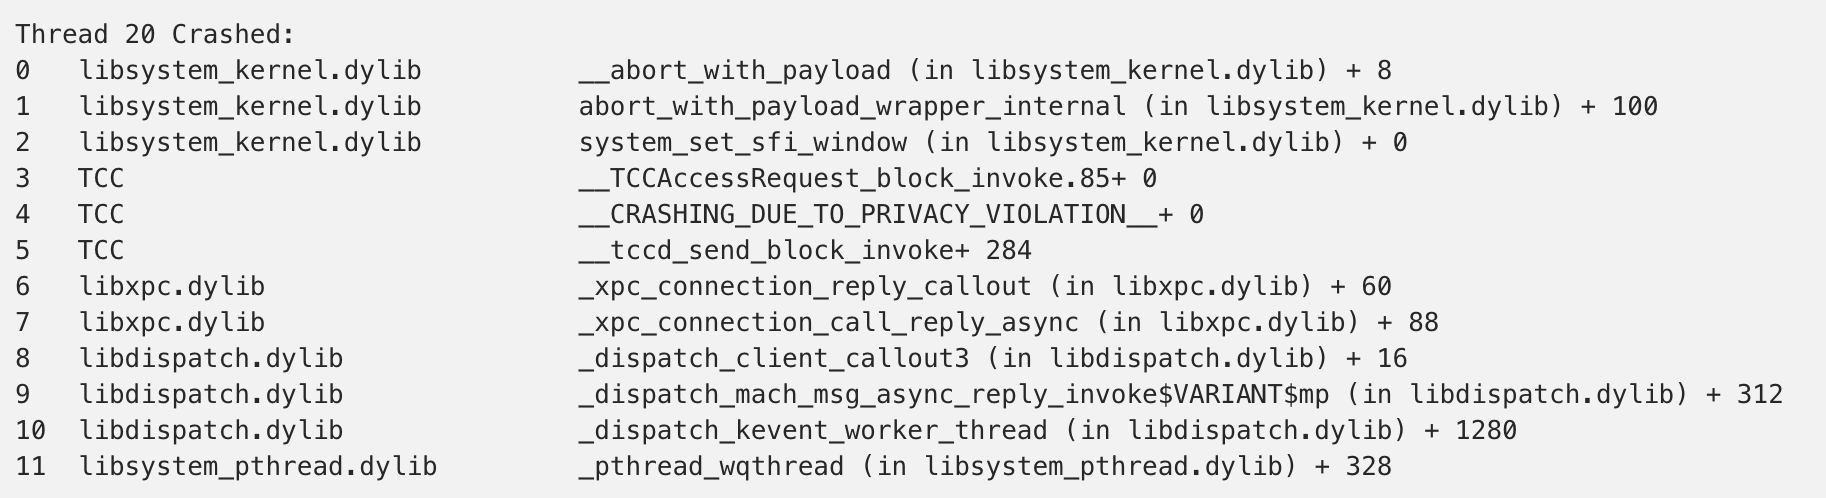 Thread 20 Crashed:
0   libsystem_kernel.dylib          __abort_with_payload (in libsystem_kernel.dylib) + 8
1   libsystem_kernel.dylib          abort_with_payload_wrapper_internal (in libsystem_kernel.dylib) + 100
2   libsystem_kernel.dylib          system_set_sfi_window (in libsystem_kernel.dylib) + 0
3   TCC                             __TCCAccessRequest_block_invoke.85+ 0
4   TCC                             __CRASHING_DUE_TO_PRIVACY_VIOLATION__+ 0
5   TCC                             __tccd_send_block_invoke+ 284
6   libxpc.dylib                    _xpc_connection_reply_callout (in libxpc.dylib) + 60
7   libxpc.dylib                    _xpc_connection_call_reply_async (in libxpc.dylib) + 88
8   libdispatch.dylib               _dispatch_client_callout3 (in libdispatch.dylib) + 16
9   libdispatch.dylib               _dispatch_mach_msg_async_reply_invoke$VARIANT$mp (in libdispatch.dylib) + 312
10  libdispatch.dylib               _dispatch_kevent_worker_thread (in libdispatch.dylib) + 1280
11  libsystem_pthread.dylib         _pthread_wqthread (in libsystem_pthread.dylib) + 328